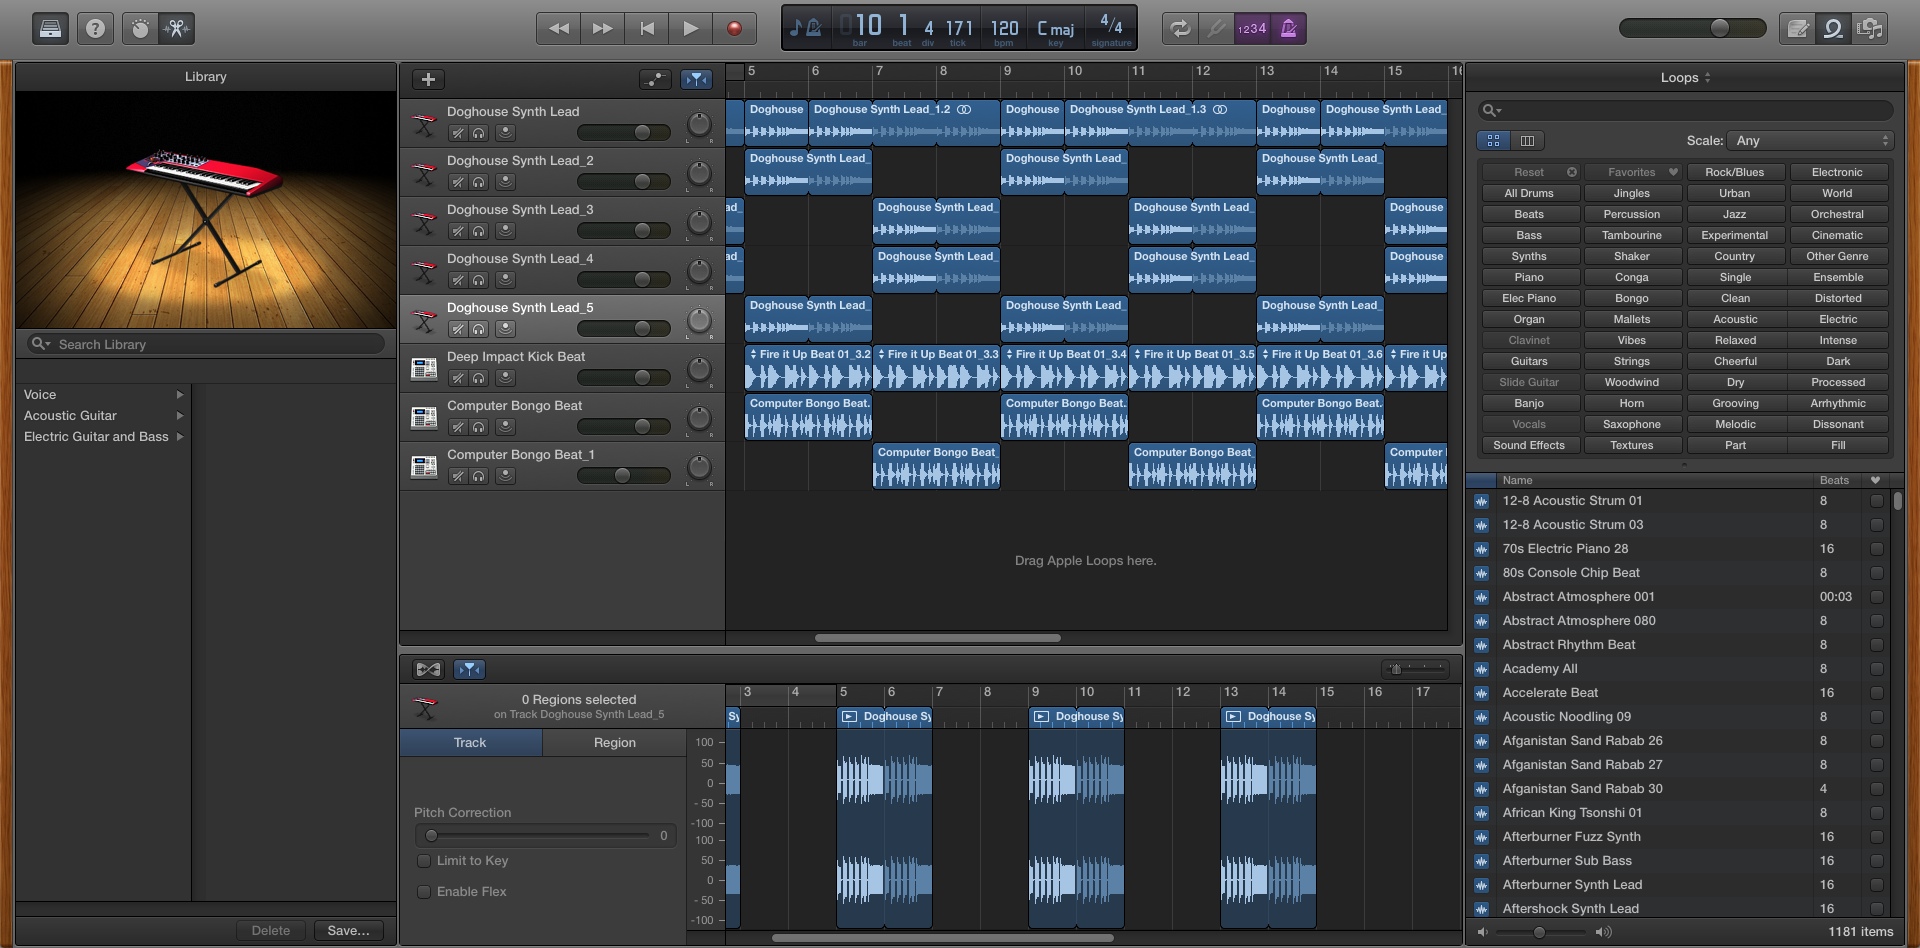 ?
1234
10 1 4 171 120 C maj 4/4
bar beat div tick bpm key signature
Library
Search Library
Voice
Acoustic Guitar
Electric Guitar and Bass
Delete Save...
5 6 7 8 9 10 11 12 13 14 15 16
Doghouse Synth Lead
Doghouse Doghouse Synth Lead_1.2 Doghouse Doghouse Synth Lead_1.3 Doghouse Doghouse Synth Lead_
Doghouse Synth Lead_2
Doghouse Synth Lead_ Doghouse Synth Lead_ Doghouse Synth Lead_
Doghouse Synth Lead_3
ad_ Doghouse Synth Lead_ Doghouse Synth Lead_ Doghouse
Doghouse Synth Lead_4
ad_ Doghouse Synth Lead_ Doghouse Synth Lead_ Doghouse
Doghouse Synth Lead_5
Doghouse Synth Lead Doghouse Synth Lead Doghouse Synth Lead
Deep Impact Kick Beat
Fire it Up Beat 01_3.2 Fire it Up Beat 01_3.3 Fire it Up Beat 01_3.4 Fire it Up Beat 01_3.5 Fire it Up Beat 01_3.6 Fire it Up
Computer Bongo Beat
Computer Bongo Beat. Computer Bongo Beat. Computer Bongo Beat.
Computer Bongo Beat_1
Computer Bongo Beat_ Computer Bongo Beat_ Computer
L R
Drag Apple Loops here.
0 Regions selected
on Track Doghouse Synth Lead_5
Track Region
Pitch Correction
0
Limit to Key
Enable Flex
3 4 5 6 7 8 9 10 11 12 13 14 15 16 17
Sy Doghouse Sy Doghouse Sy Doghouse Sy
100
50
0
- 50
-100
100
50
0
- 50
-100
Loops
Scale: Any
Reset Favorites Rock/Blues Electronic
All Drums Jingles Urban World
Beats Percussion Jazz Orchestral
Bass Tambourine Experimental Cinematic
Synths Shaker Country Other Genre
Piano Conga Single Ensemble
Elec Piano Bongo Clean Distorted
Organ Mallets Acoustic Electric
Clavinet Vibes Relaxed Intense
Guitars Strings Cheerful Dark
Slide Guitar Woodwind Dry Processed
Banjo Horn Grooving Arrhythmic
Vocals Saxophone Melodic Dissonant
Sound Effects Textures Part Fill
Name Beats
12-8 Acoustic Strum 01 8
12-8 Acoustic Strum 03 8
70s Electric Piano 28 16
80s Console Chip Beat 8
Abstract Atmosphere 001 00:03
Abstract Atmosphere 080 8
Abstract Rhythm Beat 8
Academy All 8
Accelerate Beat 16
Acoustic Noodling 09 8
Afganistan Sand Rabab 26 8
Afganistan Sand Rabab 27 8
Afganistan Sand Rabab 30 4
African King Tsonshi 01 8
Afterburner Fuzz Synth 16
Afterburner Sub Bass 16
Afterburner Synth Lead 16
Aftershock Synth Lead 16
1181 items